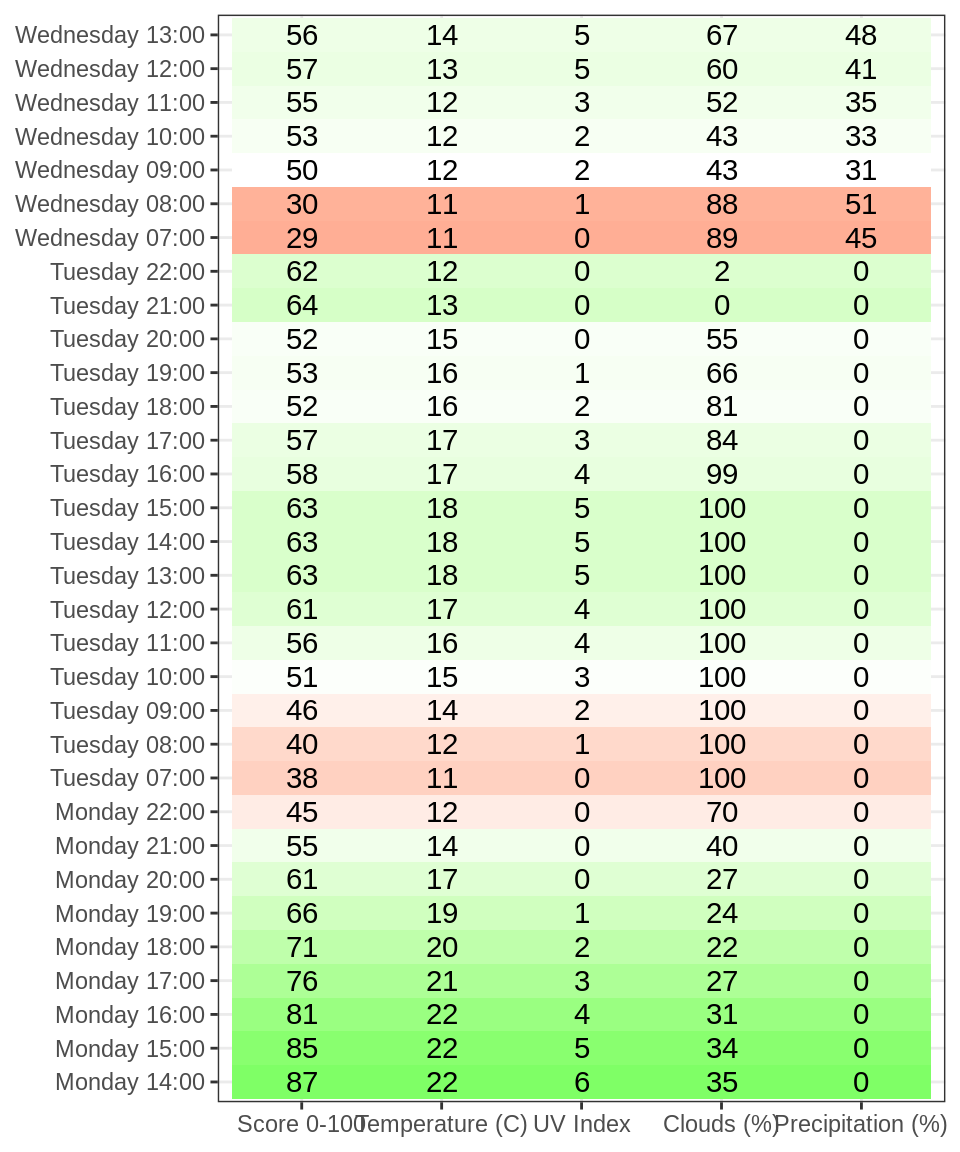 Wednesday 13:00 56 14 5 67 48
Wednesday 12:00 57 13 5 60 41
Wednesday 11:00 55 12 3 52 35
Wednesday 10:00 53 12 2 43 33
Wednesday 09:00 50 12 2 43 31
Wednesday 08:00 30 11 1 88 51
Wednesday 07:00 29 11 0 89 45
Tuesday 22:00 62 12 0 2 0
Tuesday 21:00 64 13 0 0 0
Tuesday 20:00 52 15 0 55 0
Tuesday 19:00 53 16 1 66 0
Tuesday 18:00 52 16 2 81 0
Tuesday 17:00 57 17 3 84 0
Tuesday 16:00 58 17 4 99 0
Tuesday 15:00 63 18 5 100 0
Tuesday 14:00 63 18 5 100 0
Tuesday 13:00 63 18 5 100 0
Tuesday 12:00 61 17 4 100 0
Tuesday 11:00 56 16 4 100 0
Tuesday 10:00 51 15 3 100 0
Tuesday 09:00 46 14 2 100 0
Tuesday 08:00 40 12 1 100 0
Tuesday 07:00 38 11 0 100 0
Monday 22:00 45 12 0 70 0
Monday 21:00 55 14 0 40 0
Monday 20:00 61 17 0 27 0
Monday 19:00 66 19 1 24 0
Monday 18:00 71 20 2 22 0
Monday 17:00 76 21 3 27 0
Monday 16:00 81 22 4 31 0
Monday 15:00 85 22 5 34 0
Monday 14:00 87 22 6 35 0
Score 0-100 Temperature (C) UV Index Clouds (%) Precipitation (%)